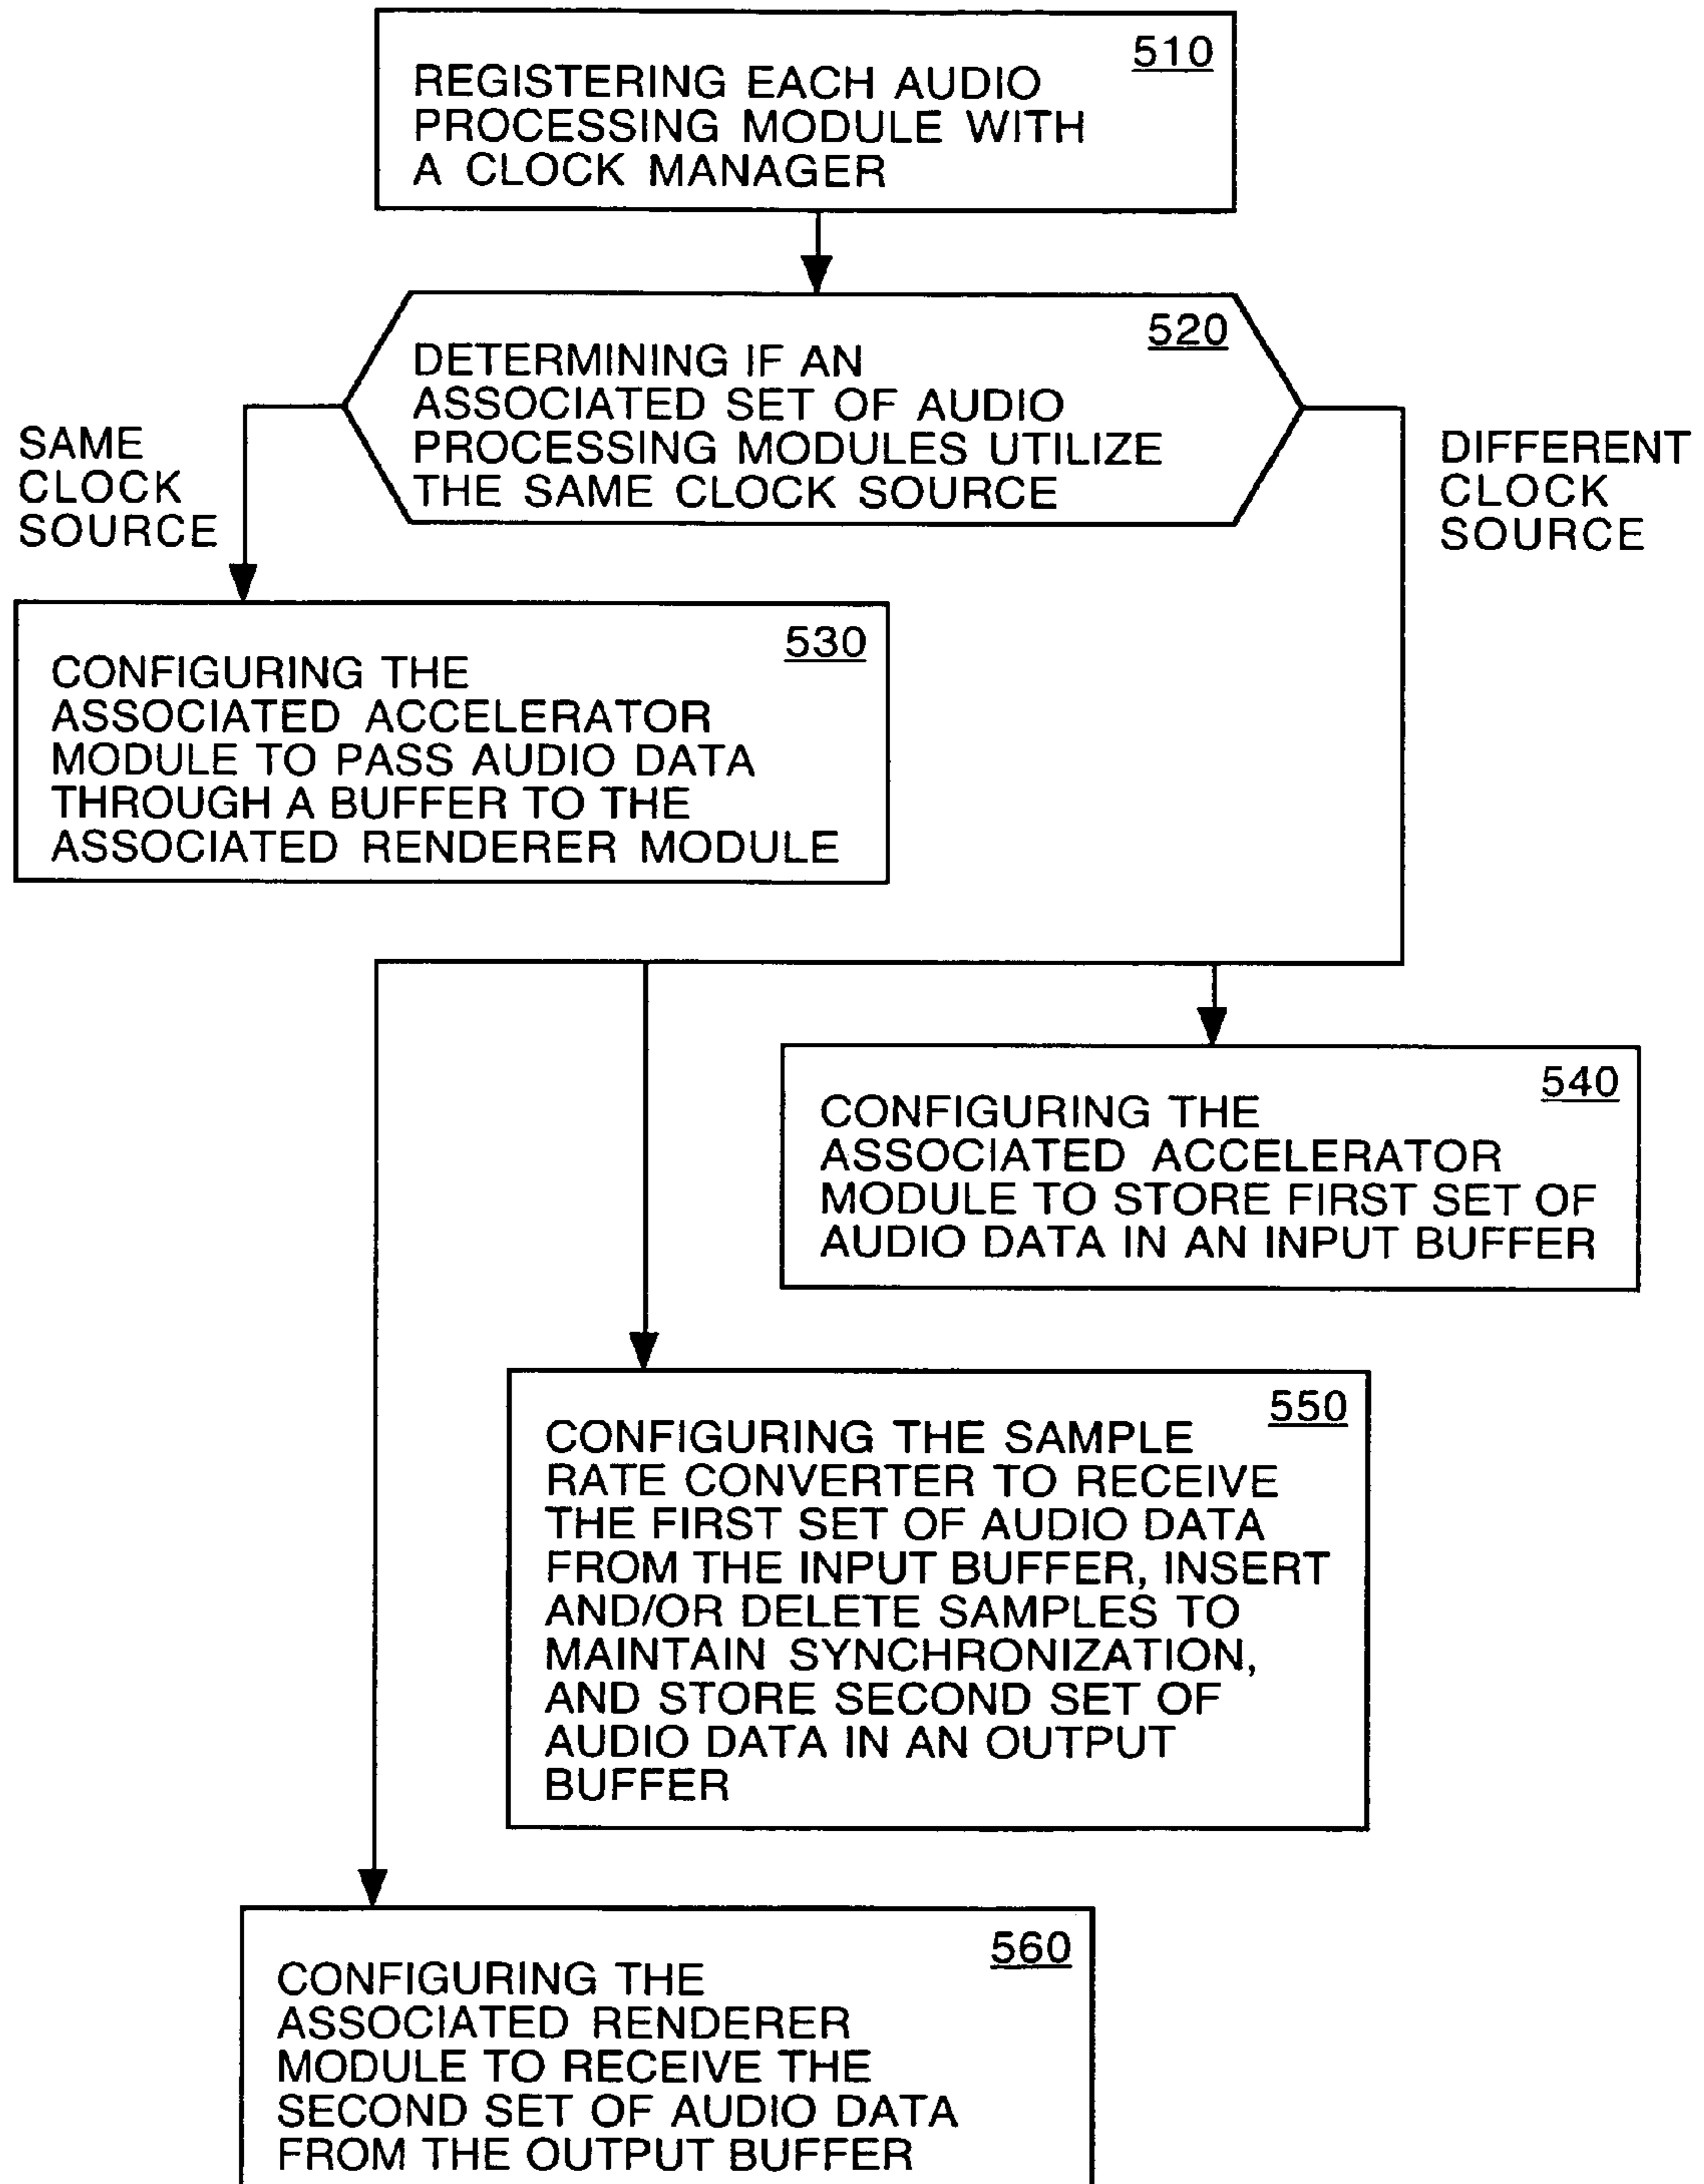 510
REGISTERING EACH AUDIO
PROCESSING MODULE WITH
A CLOCK MANAGER
520
DETERMINING IF AN
ASSOCIATED SET OF AUDIO
PROCESSING MODULES UTILIZE
THE SAME CLOCK SOURCE
SAME
CLOCK
SOURCE
DIFFERENT
CLOCK
SOURCE
530
CONFIGURING THE
ASSOCIATED ACCELERATOR
MODULE TO PASS AUDIO DATA
THROUGH A BUFFER TO THE
ASSOCIATED RENDERER MODULE
540
CONFIGURING THE
ASSOCIATED ACCELERATOR
MODULE TO STORE FIRST SET OF
AUDIO DATA IN AN INPUT BUFFER
550
CONFIGURING THE SAMPLE
RATE CONVERTER TO RECEIVE
THE FIRST SET OF AUDIO DATA
FROM THE INPUT BUFFER, INSERT
AND/OR DELETE SAMPLES TO
MAINTAIN SYNCHRONIZATION,
AND STORE SECOND SET OF
AUDIO DATA IN AN OUTPUT
BUFFER
560
CONFIGURING THE
ASSOCIATED RENDERER
MODULE TO RECEIVE THE
SECOND SET OF AUDIO DATA
FROM THE OUTPUT BUFFER